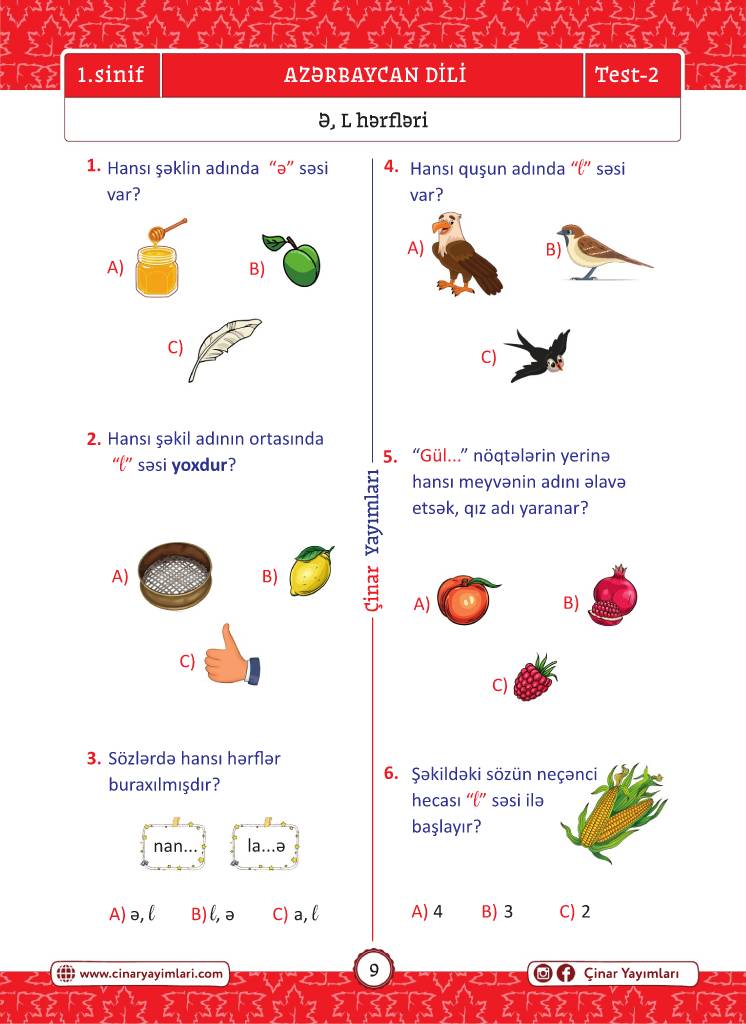 1.sinif
AZƏRBAYCAN DİLİ
Test-2
Ə, L hərfləri
1. Hansı şəklin adında “ə” səsi
var?
A)
B)
C)
2. Hansı şəkil adının ortasında
“l” səsi yoxdur?
A)
B)
C)
3. Sözlərdə hansı hərflər
buraxılmışdır?
nan...
la...ə
A) ə, l B) l, ə C) a, l
Çinar Yayımları
4. Hansı quşun adında “l” səsi
var?
A)
B)
C)
5. “Gül...” nöqtələrin yerinə
hansı meyvənin adını əlavə
etsək, qız adı yaranar?
A)
B)
C)
6. Şəkildəki sözün neçənci
hecası “l” səsi ilə
başlayır?
A) 4 B) 3 C) 2
www.cinaryayimlari.com
9
Çinar Yayımları